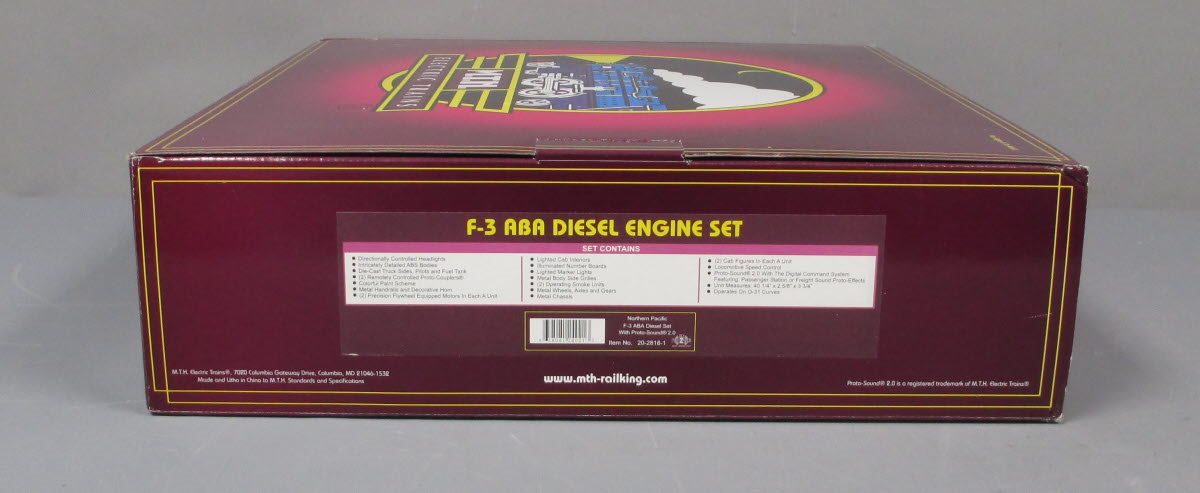 M.T.H.
ELECTRIC TRAINS
F-3 ABA DIESEL ENGINE SET
SET CONTAINS
● Directionally Controlled Headlights
● Intricately Detailed ABS Bodies
● Die-Cast Truck Sides, Pilots and Fuel Tank
● (2) Remotely Controlled Proto-Couplers®
● Colorful Paint Scheme
● Metal Handrails and Decorative Horn
● (2) Precision Flywheel Equipped Motors In Each A Unit
● Lighted Cab Interiors
● Illuminated Number Boards
● Lighted Marker Lights
● Metal Body Side Grilles
● (2) Operating Smoke Units
● Metal Wheels, Axles and Gears
● Metal Chassis
● (2) Cab Figures In Each A Unit
● Locomotive Speed Control
● Proto-Sound® 2.0 With The Digital Command System
Featuring: Passenger Station or Freight Sound Proto-Effects
● Unit Measures: 40 1/4" x 2 5/8" x 3 3/4"
● Operates On O-31 Curves
Northern Pacific
F-3 ABA Diesel Set
With Proto-Sound® 2.0
Item No. 20-2818-1
M.T.H. Electric Trains®, 7020 Columbia Gateway Drive, Columbia, MD 21046-1532
Made and Litho in China to M.T.H. Standards and Specifications
www.mth-railking.com
Proto-Sound® 2.0 is a registered trademark of M.T.H. Electric Trains®